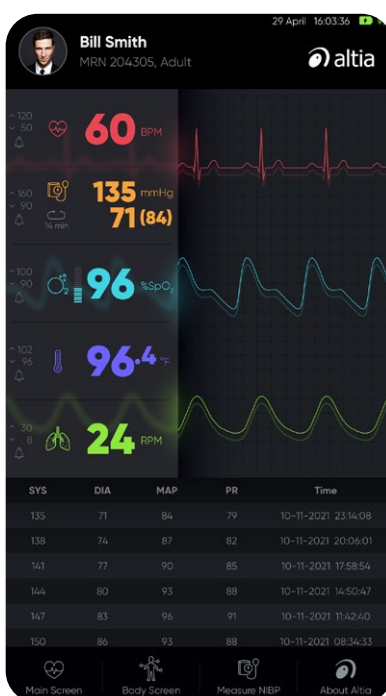 29 April 16:03:36
Bill Smith
MRN 204305, Adult
altia
120
50
60 BPM
160
90
135 mmHg
71 (84)
14 min
100
90
O2
96 %SpO2
102
96
96.4 °F
30
8
24 RPM
SYS DIA MAP PR Time
135 71 84 79 10-11-2021 23:14:08
138 74 87 82 10-11-2021 20:06:01
141 77 90 85 10-11-2021 17:58:54
144 80 93 88 10-11-2021 14:50:47
147 83 96 91 10-11-2021 11:42:40
150 86 93 88 10-11-2021 08:34:33
Main Screen Body Screen Measure NIBP About Altia